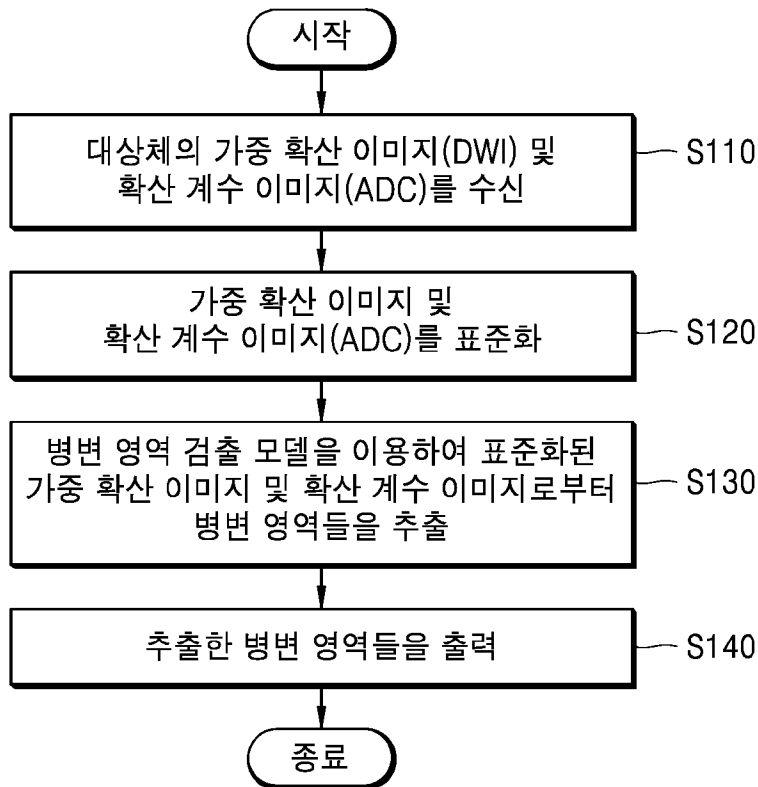 시작
대상체의 가중 확산 이미지(DWI) 및
확산 계수 이미지(ADC)를 수신
S110
가중 확산 이미지 및
확산 계수 이미지(ADC)를 표준화
S120
병변 영역 검출 모델을 이용하여 표준화된
가중 확산 이미지 및 확산 계수 이미지로부터
병변 영역들을 추출
S130
추출한 병변 영역들을 출력
S140
종료